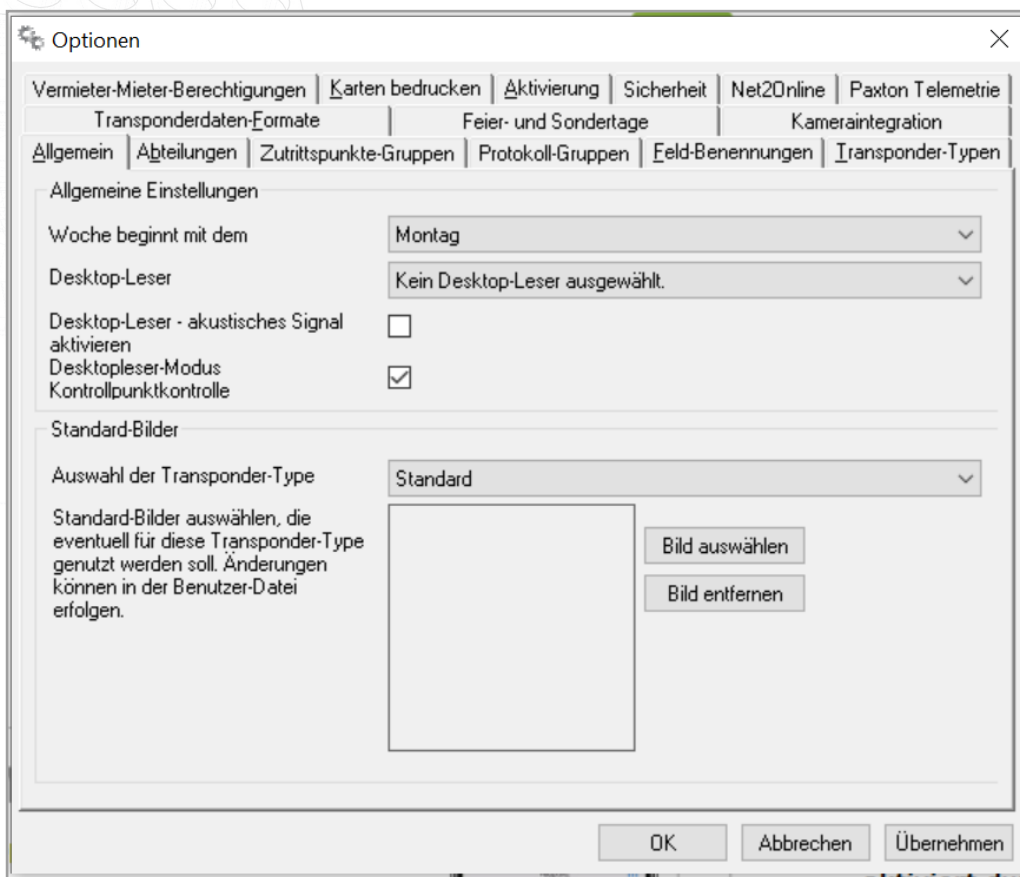 Optionen
Vermieter-Mieter-Berechtigungen
Karten bedrucken
Aktivierung
Sicherheit
Net2Online
Paxton Telemetrie
Transponderdaten-Formate
Feier- und Sondertage
Kameraintegration
Allgemein
Abteilungen
Zutrittspunkte-Gruppen
Protokoll-Gruppen
Feld-Benennungen
Transponder-Typen
Allgemeine Einstellungen
Woche beginnt mit dem
Montag
Desktop-Leser
Kein Desktop-Leser ausgewählt.
Desktop-Leser - akustisches Signal
aktivieren
Desktopleser-Modus
Kontrollpunktkontrolle
Standard-Bilder
Auswahl der Transponder-Type
Standard
Standard-Bilder auswählen, die
eventuell für diese Transponder-Type
genutzt werden soll. Änderungen
können in der Benutzer-Datei
erfolgen.
Bild auswählen
Bild entfernen
OK
Abbrechen
Übernehmen